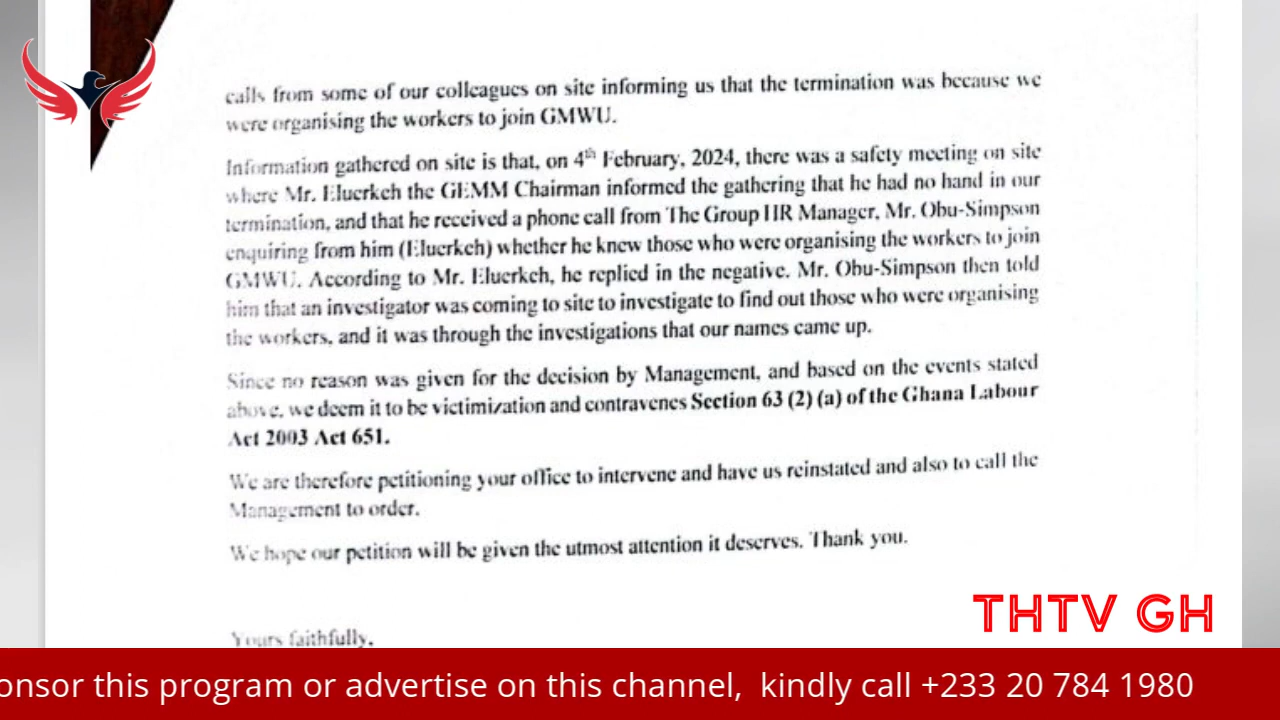 calls from some of our colleagues on site informing us that the termination was because we
were organising the workers to join GMWU.
Information gathered on site is that, on 4th February, 2024, there was a safety meeting on site
where Mr. Eluerkeh the GEMM Chairman informed the gathering that he had no hand in our
termination, and that he received a phone call from The Group HR Manager, Mr. Obu-Simpson
enquiring from him (Eluerkeh) whether he knew those who were organising the workers to join
GMWU. According to Mr. Eluerkeh, he replied in the negative. Mr. Obu-Simpson then told
him that an investigator was coming to site to investigate to find out those who were organising
the workers, and it was through the investigations that our names came up.
Since no reason was given for the decision by Management, and based on the events stated
above, we deem it to be victimization and contravenes Section 63 (2) (a) of the Ghana Labour
Act 2003 Act 651.
We are therefore petitioning your office to intervene and have us reinstated and also to call the
Management to order.
We hope our petition will be given the utmost attention it deserves. Thank you.
Yours faithfully,
THTV GH
onsor this program or advertise on this channel, kindly call +233 20 784 1980